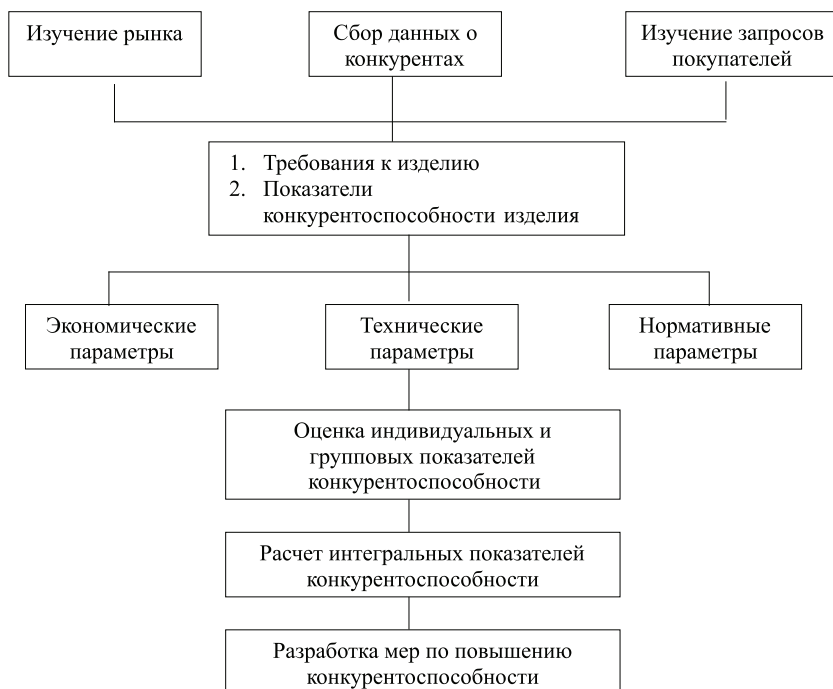 Изучение рынка
Сбор данных о
конкурентах
Изучение запросов
покупателей
1. Требования к изделию
2. Показатели
конкурентоспособности изделия
Экономические
параметры
Технические
параметры
Нормативные
параметры
Оценка индивидуальных и
групповых показателей
конкурентоспособности
Расчет интегральных показателей
конкурентоспособности
Разработка мер по повышению
конкурентоспособности